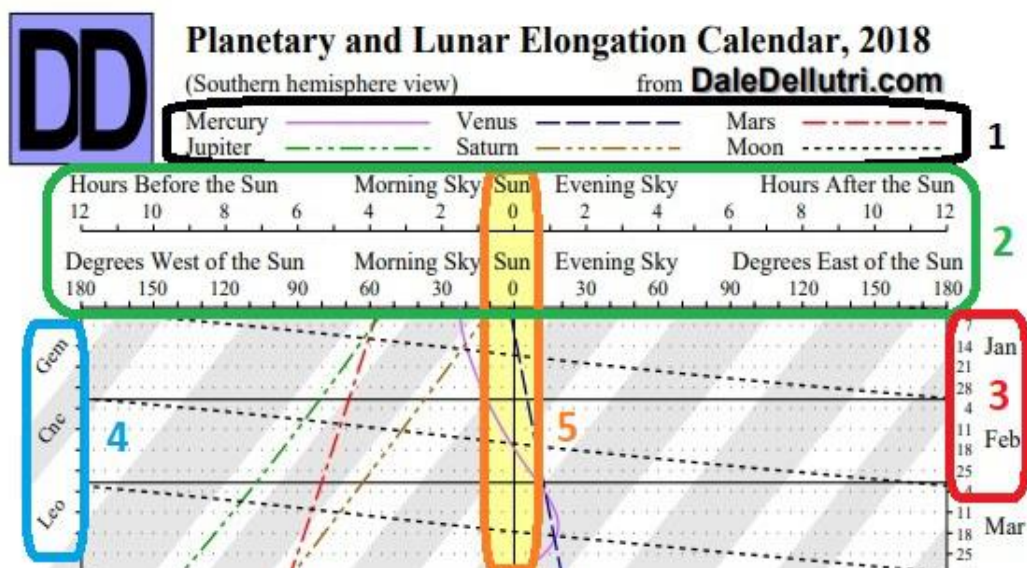 DD
Planetary and Lunar Elongation Calendar, 2018
(Southern hemisphere view) from DaleDellutri.com
Mercury Venus Mars
Jupiter Saturn Moon
1
Hours Before the Sun Morning Sky Sun Evening Sky Hours After the Sun
12 10 8 6 4 2 0 2 4 6 8 10 12
2
Degrees West of the Sun Morning Sky Sun Evening Sky Degrees East of the Sun
180 150 120 90 60 30 0 30 60 90 120 150 180
Gem
14 Jan
21
28
3
4
Cnc
4
5
11
Feb
18
25
Leo
11
18 Mar
25